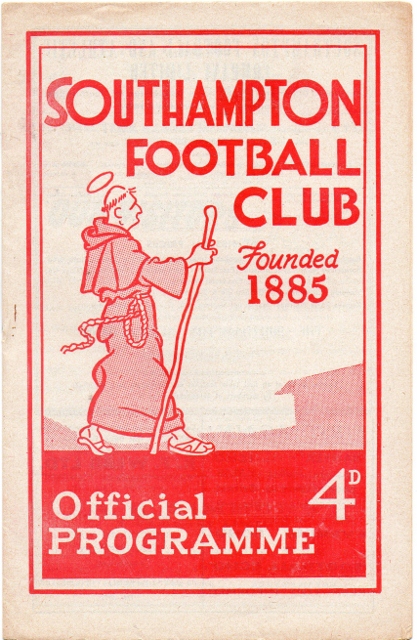 SOUTHAMPTON
FOOTBALL
CLUB
Founded
1885
Official
PROGRAMME
4D